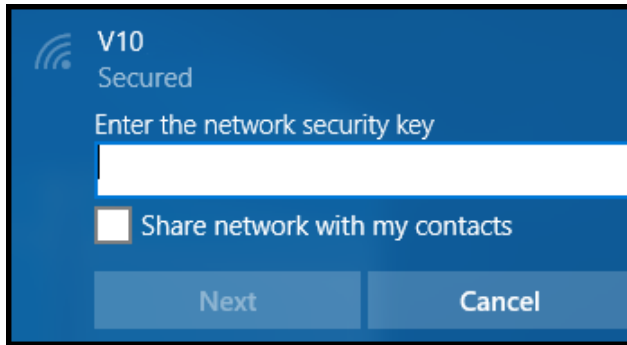 V10
Secured
Enter the network security key
Share network with my contacts
Next Cancel